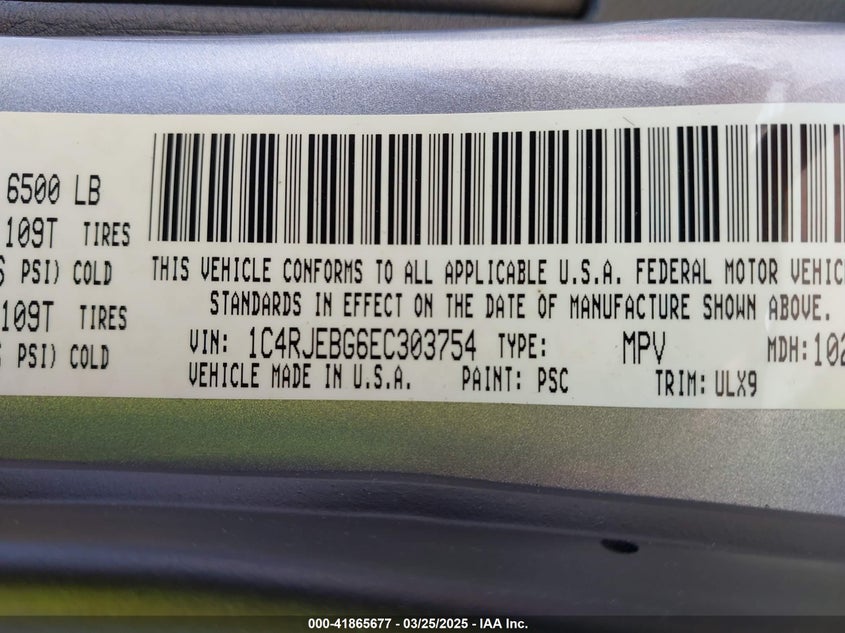 6500 LB
109T TIRES
PSI) COLD
109T TIRES
PSI) COLD
THIS VEHICLE CONFORMS TO ALL APPLICABLE U.S.A. FEDERAL MOTOR VEHIC
STANDARDS IN EFFECT ON THE DATE OF MANUFACTURE SHOWN ABOVE.
VIN: 1C4RJEBG6EC303754 TYPE: MPV MDH: 102
VEHICLE MADE IN U.S.A. PAINT: PSC TRIM: ULX9
000-41865677 - 03/25/2025 - IAA Inc.